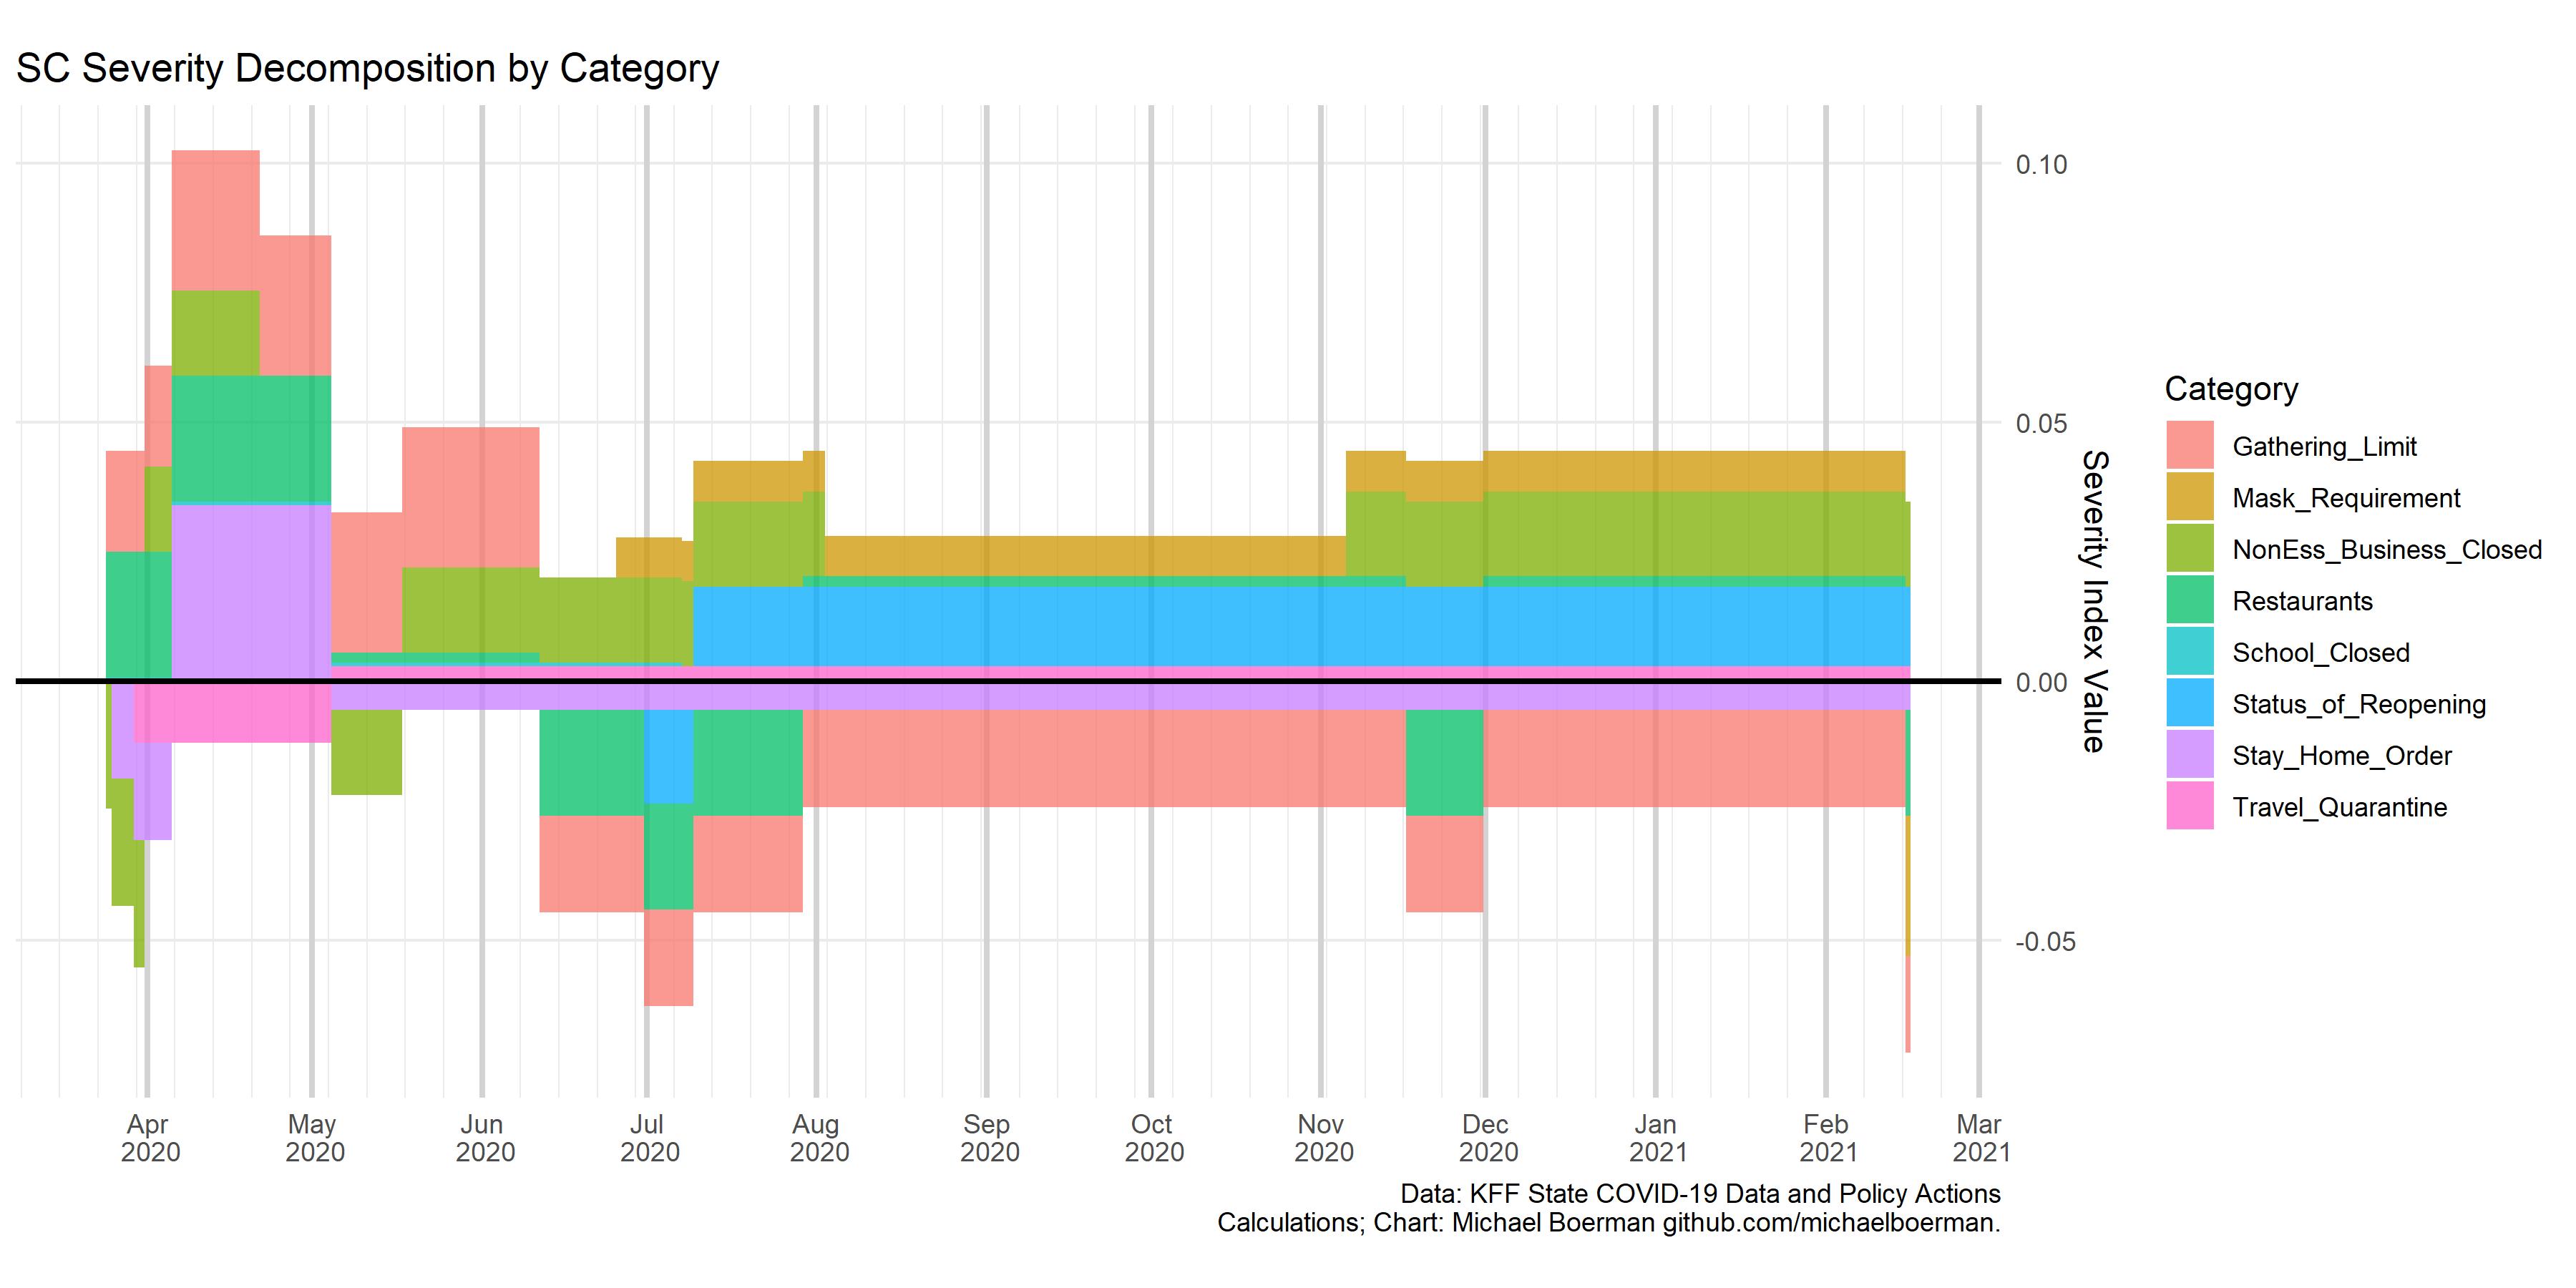 SC Severity Decomposition by Category
0.10
0.05
0.00
-0.05
Severity Index Value
Category
Gathering_Limit
Mask_Requirement
NonEss_Business_Closed
Restaurants
School_Closed
Status_of_Reopening
Stay_Home_Order
Travel_Quarantine
Apr May Jun Jul Aug Sep Oct Nov Dec Jan Feb Mar
2020 2020 2020 2020 2020 2020 2020 2020 2020 2021 2021 2021
Data: KFF State COVID-19 Data and Policy Actions
Calculations; Chart: Michael Boerman github.com/michaelboerman.